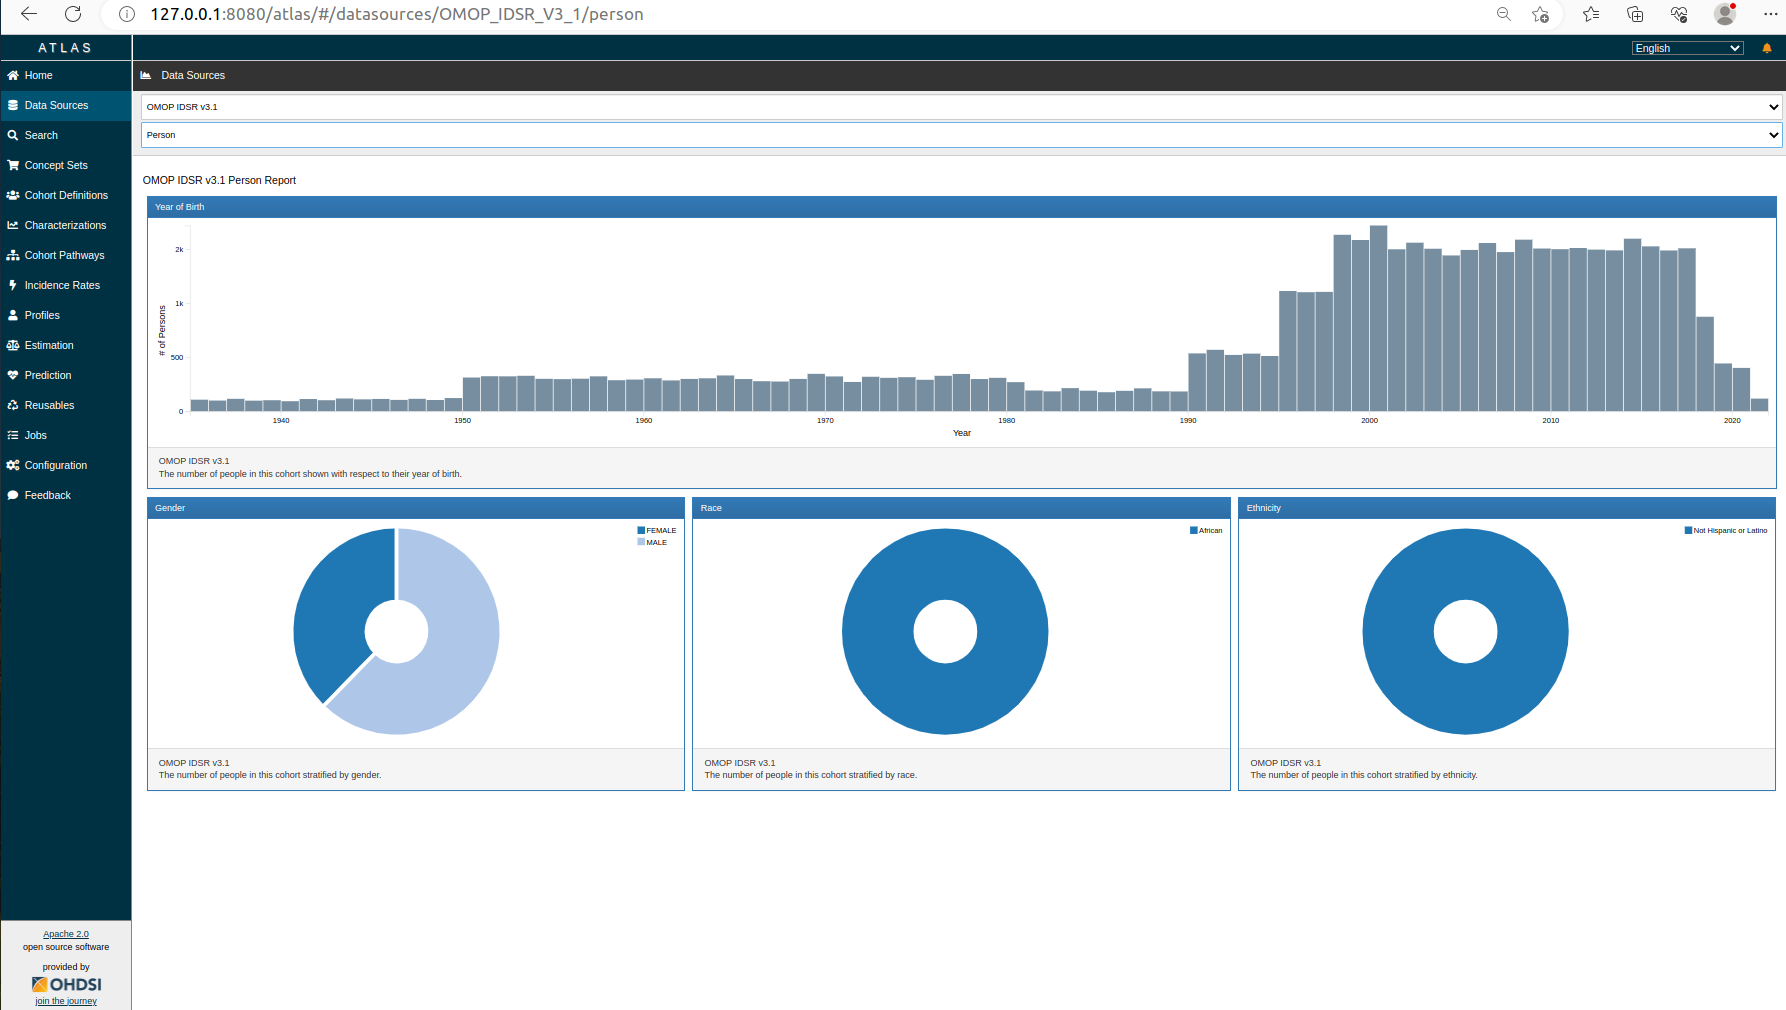 127.0.0.1:8080/atlas/#/datasources/OMOP_IDSR_V3_1/person
ATLAS
English
Home
Data Sources
Search
Concept Sets
Cohort Definitions
Characterizations
Cohort Pathways
Incidence Rates
Profiles
Estimation
Prediction
Reusables
Jobs
Configuration
Feedback
Apache 2.0
open source software
provided by
OHDSI
join the journey
Data Sources
OMOP IDSR v3.1
Person
OMOP IDSR v3.1 Person Report
Year of Birth
# of Persons
2k
1k
500
0
1940 1950 1960 1970 1980 1990 2000 2010 2020
Year
OMOP IDSR v3.1
The number of people in this cohort shown with respect to their year of birth.
Gender
FEMALE
MALE
OMOP IDSR v3.1
The number of people in this cohort stratified by gender.
Race
African
OMOP IDSR v3.1
The number of people in this cohort stratified by race.
Ethnicity
Not Hispanic or Latino
OMOP IDSR v3.1
The number of people in this cohort stratified by ethnicity.